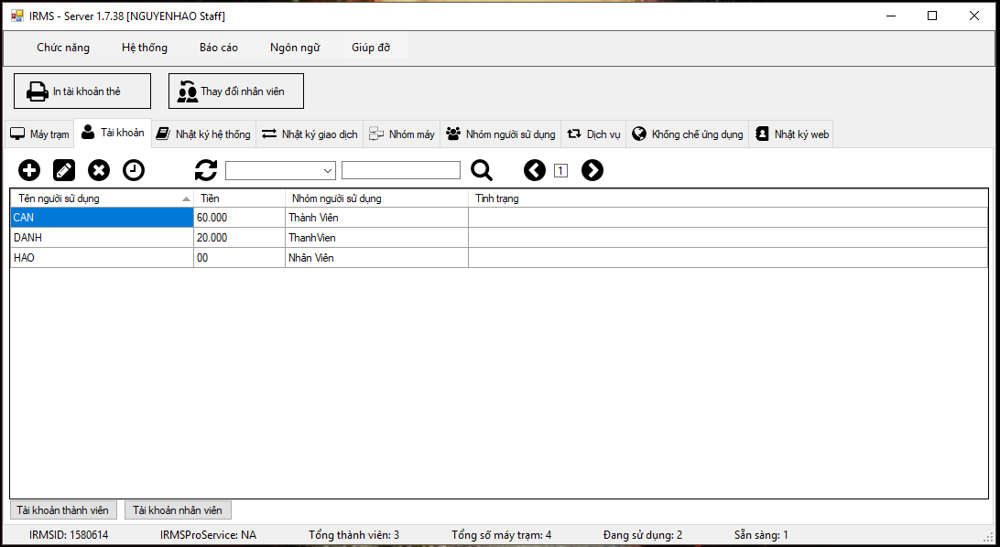 IRMS - Server 1.7.38 [NGUYENHAO Staff]
Chức năng Hệ thống Báo cáo Ngôn ngữ Giúp đỡ
In tài khoản thẻ Thay đổi nhân viên
Máy trạm Tài khoản Nhật ký hệ thống Nhật ký giao dịch Nhóm máy Nhóm người sử dụng Dịch vụ Khống chế ứng dụng Nhật ký web
1
Tên người sử dụng Tiền Nhóm người sử dụng Tình trạng
CAN 60.000 Thành Viên
DANH 20.000 ThanhVien
HAO 00 Nhân Viên
Tài khoản thành viên Tài khoản nhân viên
IRMSID: 1580614 IRMSProService: NA Tổng thành viên: 3 Tổng số máy trạm: 4 Đang sử dụng: 2 Sẵn sàng: 1